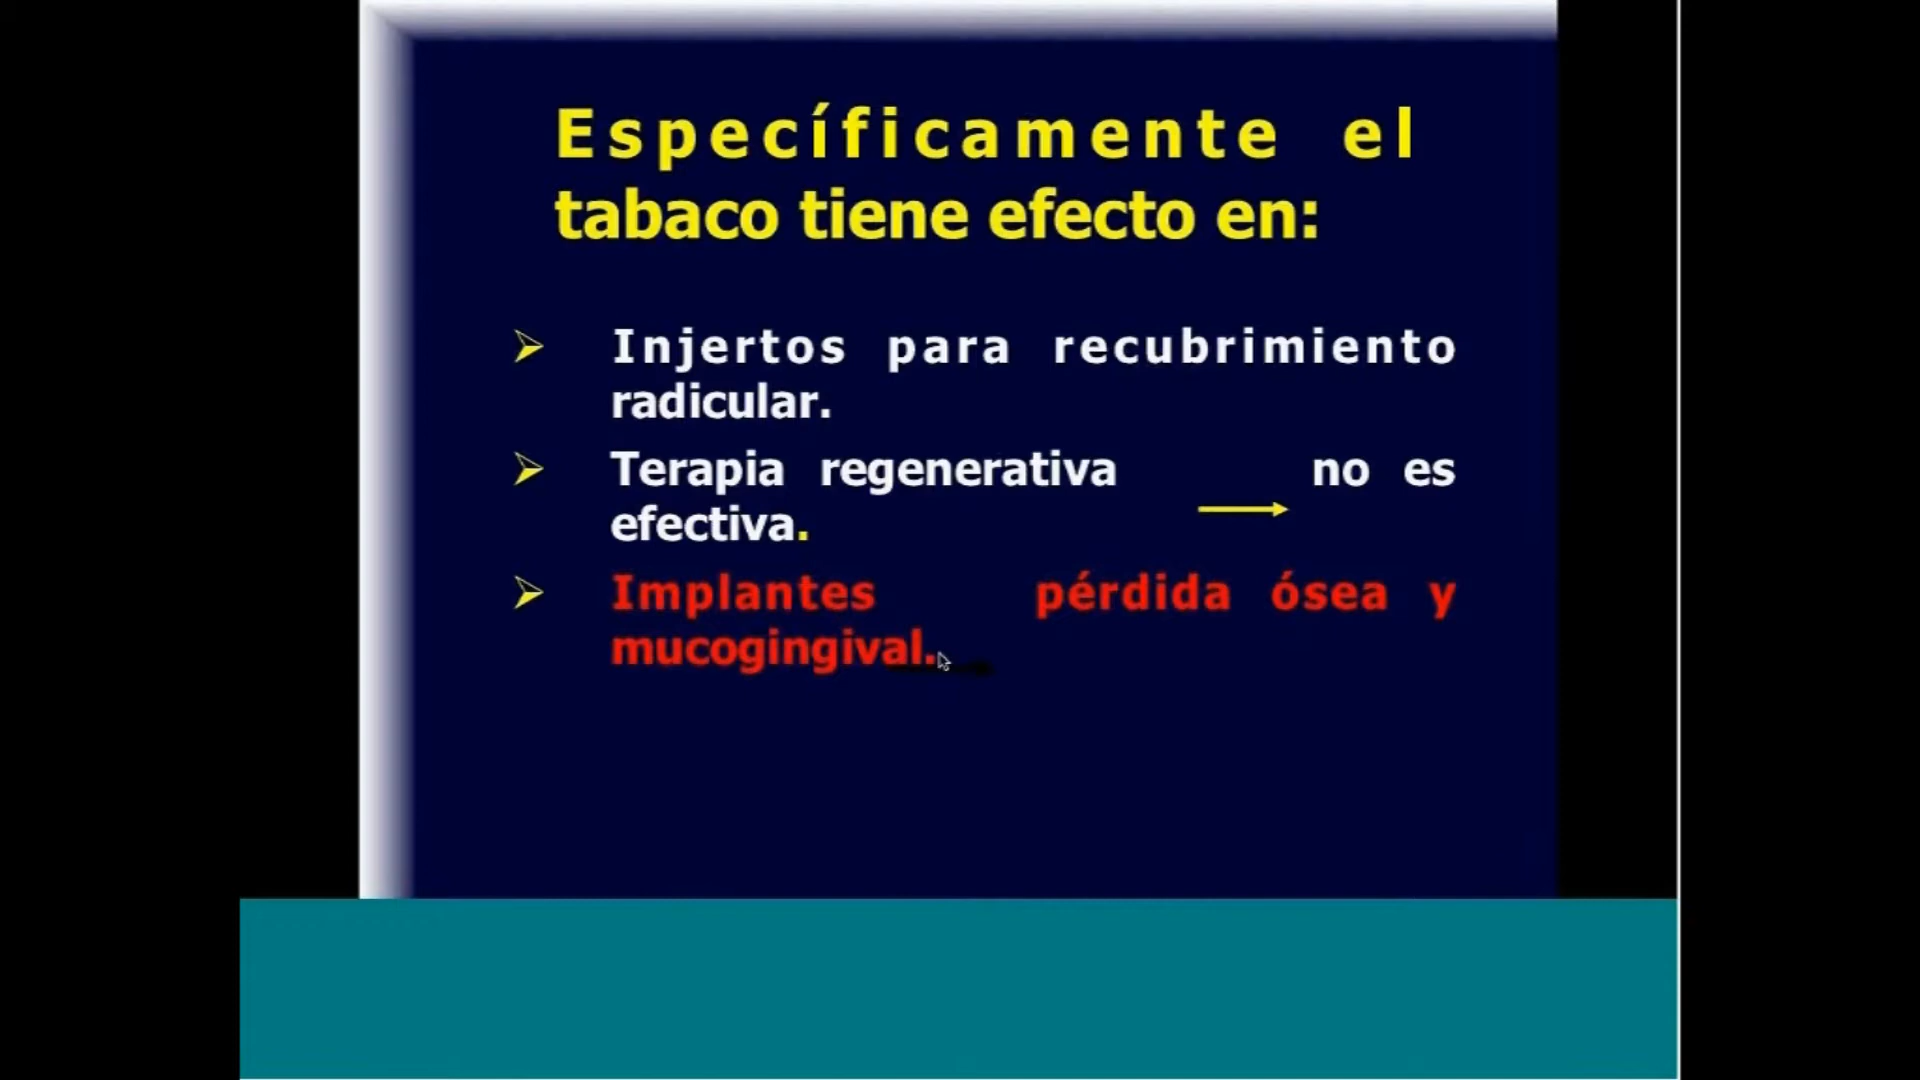 Específicamente el
tabaco tiene efecto en:
Injertos para recubrimiento
radicular.
Terapia regenerativa no es
efectiva.
Implantes pérdida ósea y
mucogingival.